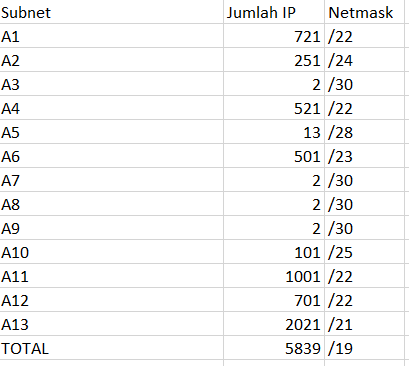 Subnet Jumlah IP Netmask
A1 721 /22
A2 251 /24
A3 2 /30
A4 521 /22
A5 13 /28
A6 501 /23
A7 2 /30
A8 2 /30
A9 2 /30
A10 101 /25
A11 1001 /22
A12 701 /22
A13 2021 /21
TOTAL 5839 /19